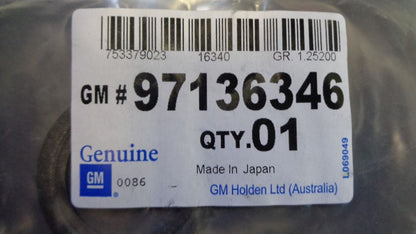 753379023 16340 GR. 1.25200
GM # 97136346
QTY.01
Genuine
GM ® 0086
Made In Japan
GM Holden Ltd (Australia)
L069049